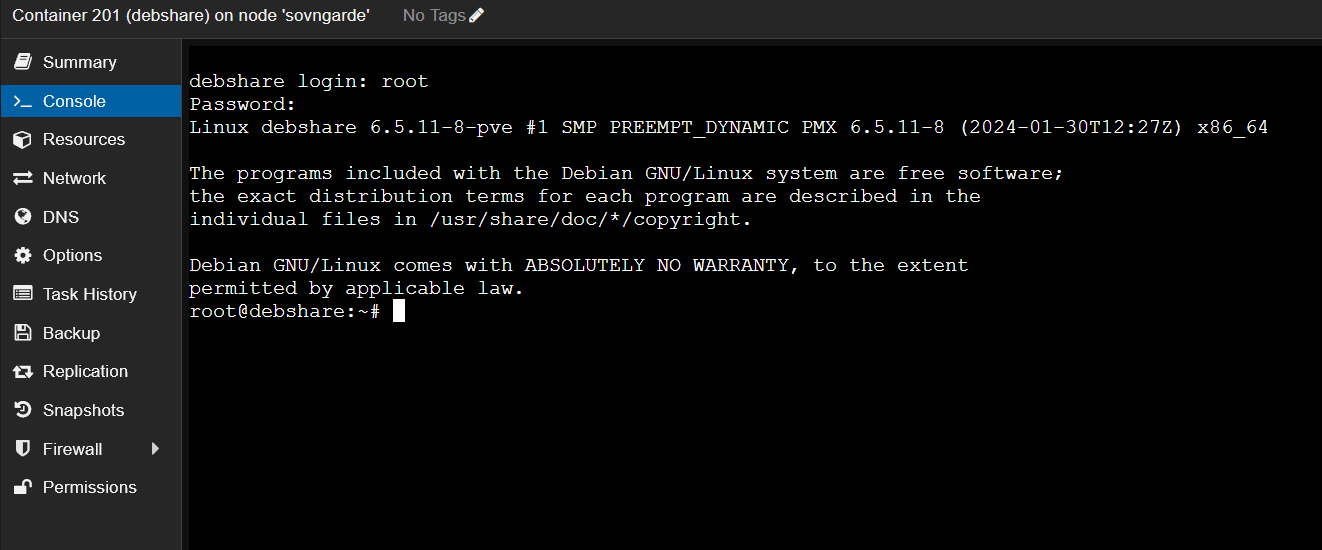 Container 201 (debshare) on node 'sovngarde' No Tags
Summary
Console
Resources
Network
DNS
Options
Task History
Backup
Replication
Snapshots
Firewall
Permissions
debshare login: root
Password:
Linux debshare 6.5.11-8-pve #1 SMP PREEMPT_DYNAMIC PMX 6.5.11-8 (2024-01-30T12:27Z) x86_64
The programs included with the Debian GNU/Linux system are free software;
the exact distribution terms for each program are described in the
individual files in /usr/share/doc/*/copyright.
Debian GNU/Linux comes with ABSOLUTELY NO WARRANTY, to the extent
permitted by applicable law.
root@debshare:~#